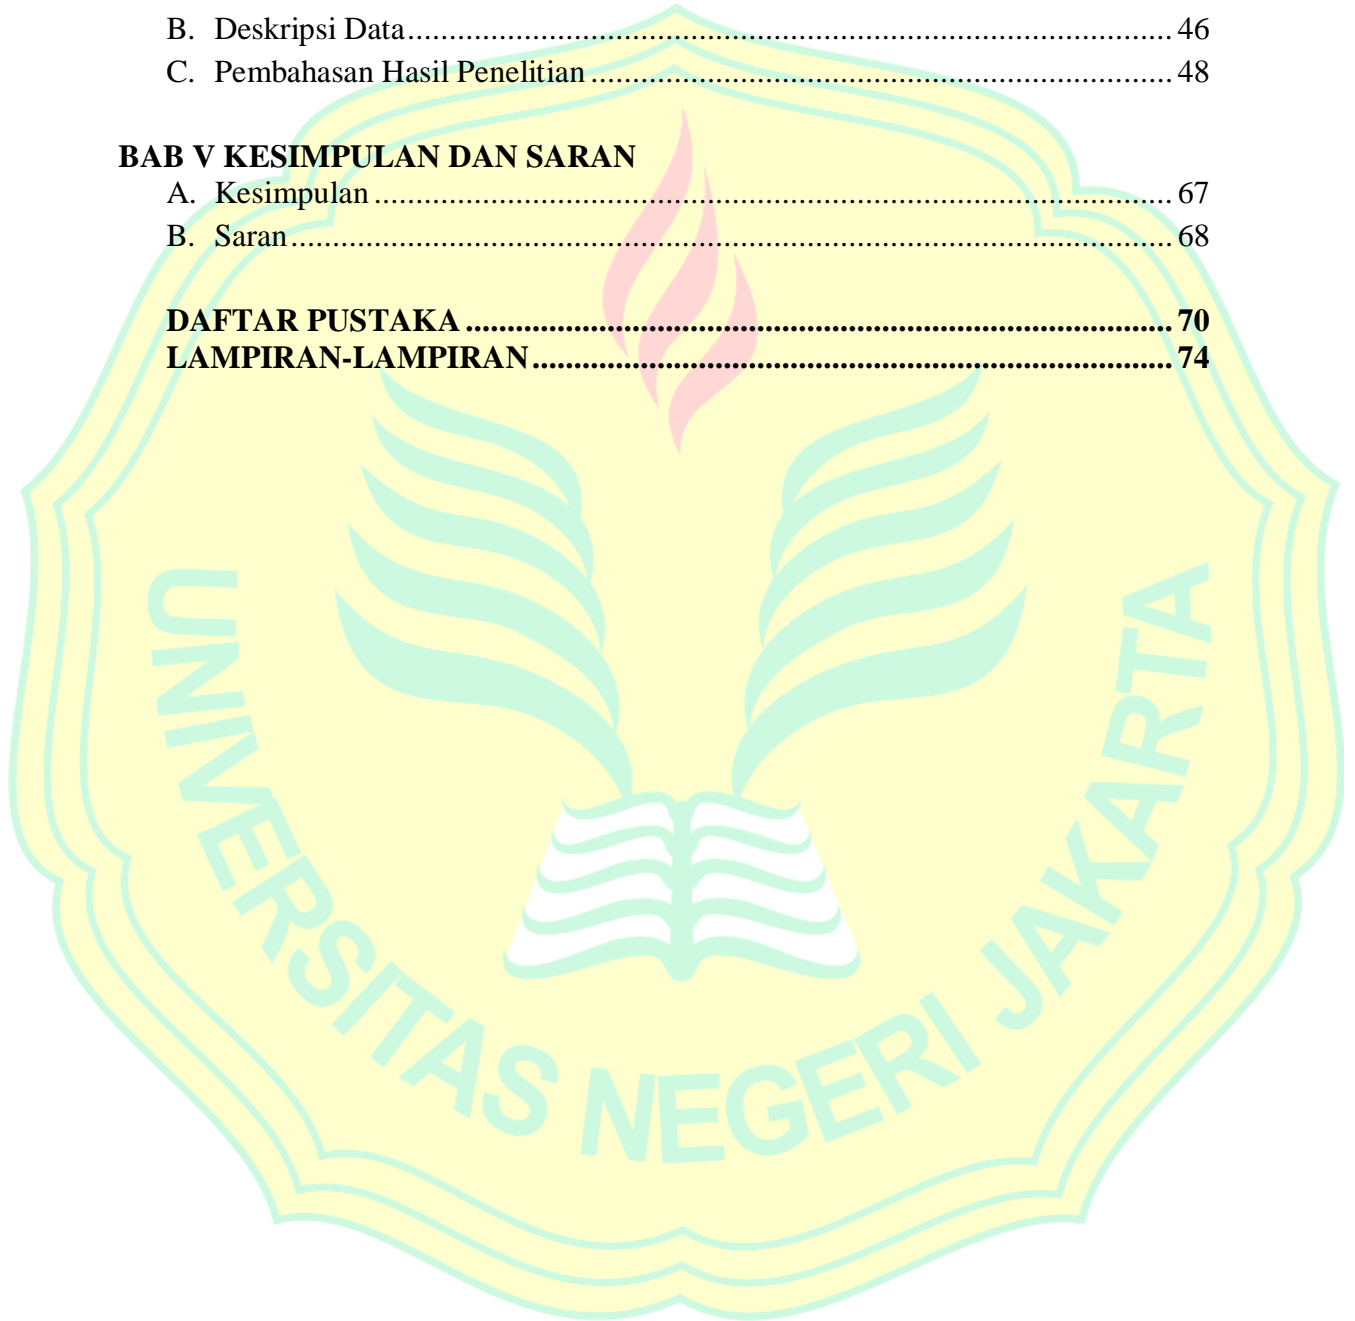 B. Deskripsi Data.............................................................................................. 46
C. Pembahasan Hasil Penelitian ....................................................................... 48
BAB V KESIMPULAN DAN SARAN
A. Kesimpulan ................................................................................................. 67
B. Saran............................................................................................................ 68
DAFTAR PUSTAKA ...................................................................................... 70
LAMPIRAN-LAMPIRAN.............................................................................. 74
UNIVERSITAS NEGERI JAKARTA